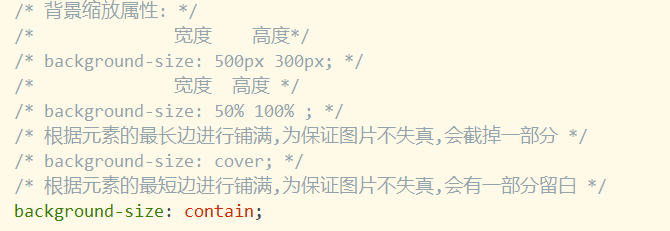 /* 背景缩放属性: */
/*             宽度    高度*/
/* background-size: 500px 300px; */
/*             宽度  高度 */
/* background-size: 50% 100% ; */
/* 根据元素的最长边进行铺满,为保证图片不失真,会截掉一部分 */
/* background-size: cover; */
/* 根据元素的最短边进行铺满,为保证图片不失真,会有一部分留白 */
background-size: contain;